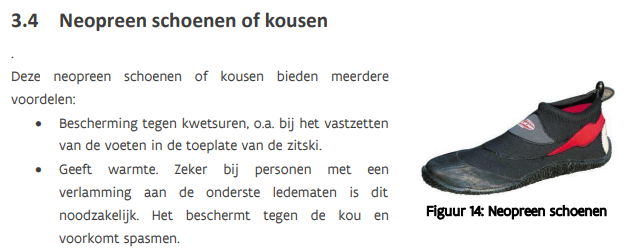 3.4 Neopreen schoenen of kousen
.
Deze neopreen schoenen of kousen bieden meerdere
voordelen:
• Bescherming tegen kwetsuren, o.a. bij het vastzetten
van de voeten in de toeplate van de zitski.
• Geeft warmte. Zeker bij personen met een
verlamming aan de onderste ledematen is dit
noodzakelijk. Het beschermt tegen de kou en
voorkomt spasmen.
Figuur 14: Neopreen schoenen